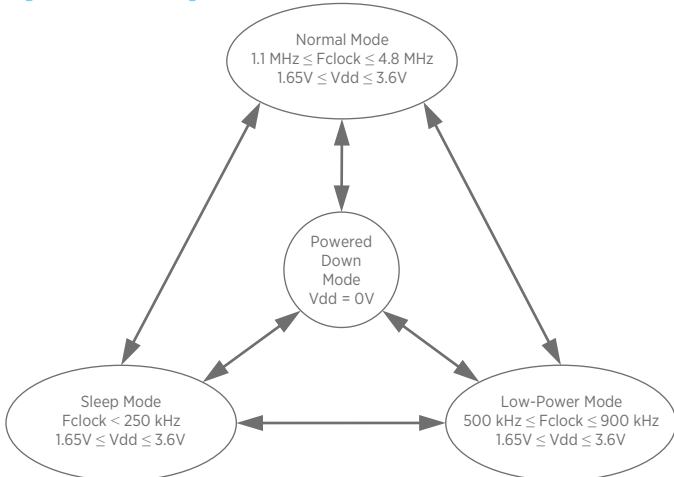 Normal Mode
1.1 MHz ≤ Fclock ≤ 4.8 MHz
1.65V ≤ Vdd ≤ 3.6V
Powered
Down
Mode
Vdd = 0V
Sleep Mode
Fclock < 250 kHz
1.65V ≤ Vdd ≤ 3.6V
Low-Power Mode
500 kHz ≤ Fclock ≤ 900 kHz
1.65V ≤ Vdd ≤ 3.6V